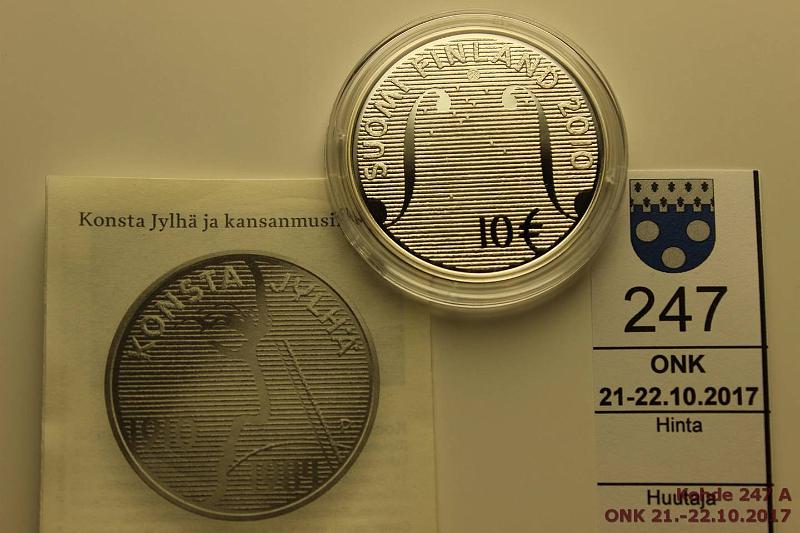 SUOMI FINLAND 2010
10€
Konsta Jylhä ja kansanmusi
KONSTA JYLHÄ
1910
247
ONK
21-22.10.2017
Hinta
Huutaja
Kohde 247 A
ONK 21.-22.10.2017